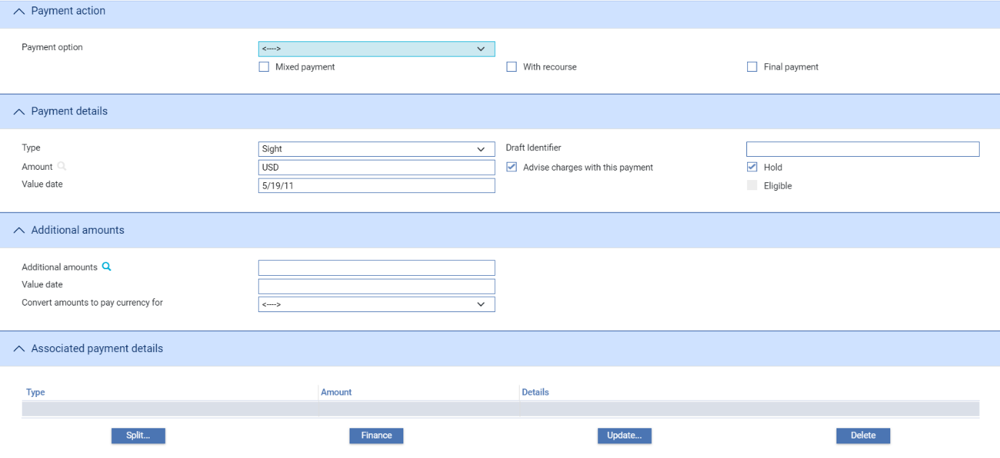 Payment action
Payment option <---->
Mixed payment With recourse Final payment
Payment details
Type Sight Draft Identifier
Amount USD Advise charges with this payment Hold
Value date 5/19/11 Eligible
Additional amounts
Additional amounts
Value date
Convert amounts to pay currency for <---->
Associated payment details
Type Amount Details
Split... Finance Update... Delete